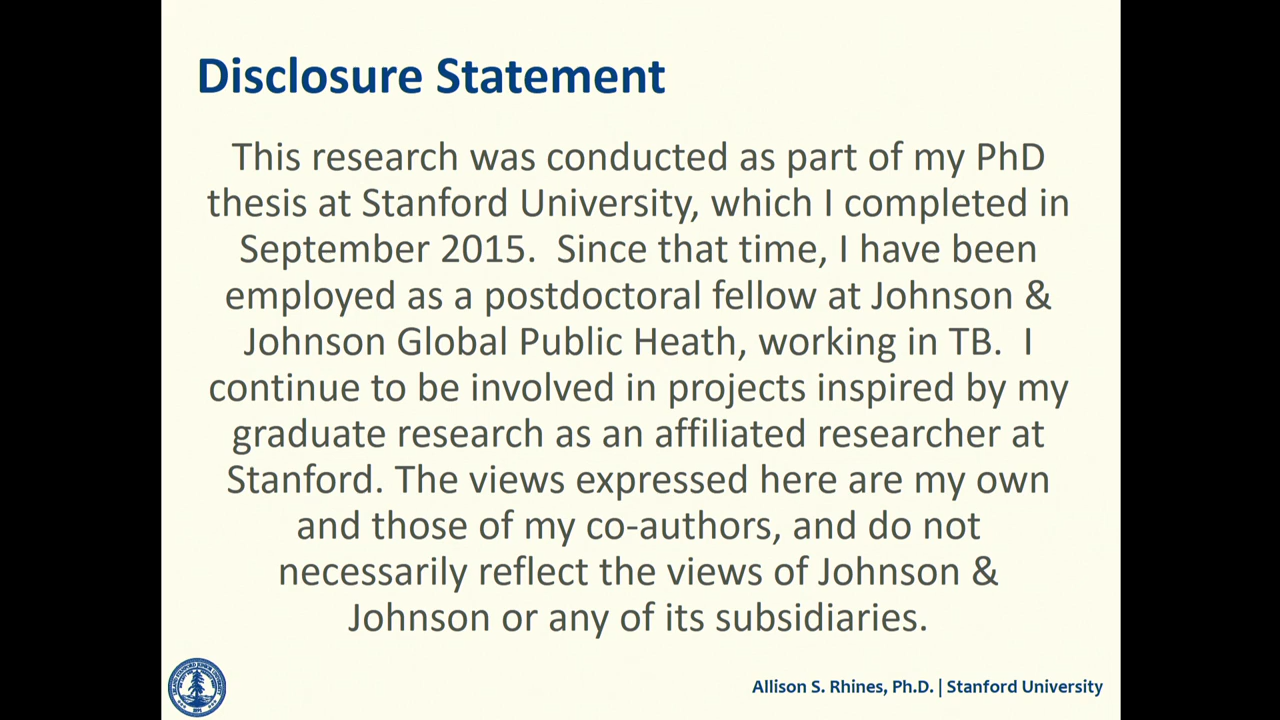 Disclosure Statement
This research was conducted as part of my PhD
thesis at Stanford University, which I completed in
September 2015.  Since that time, I have been
employed as a postdoctoral fellow at Johnson &
Johnson Global Public Heath, working in TB.  I
continue to be involved in projects inspired by my
graduate research as an affiliated researcher at
Stanford. The views expressed here are my own
and those of my co-authors, and do not
necessarily reflect the views of Johnson &
Johnson or any of its subsidiaries.
Allison S. Rhines, Ph.D. | Stanford University